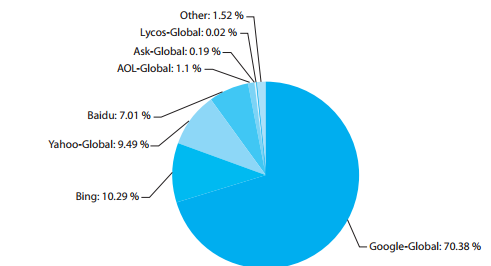 Other: 1.52 %
Lycos-Global: 0.02 %
Ask-Global: 0.19 %
AOL-Global: 1.1 %
Baidu: 7.01 %
Yahoo-Global: 9.49 %
Bing: 10.29 %
Google-Global: 70.38 %